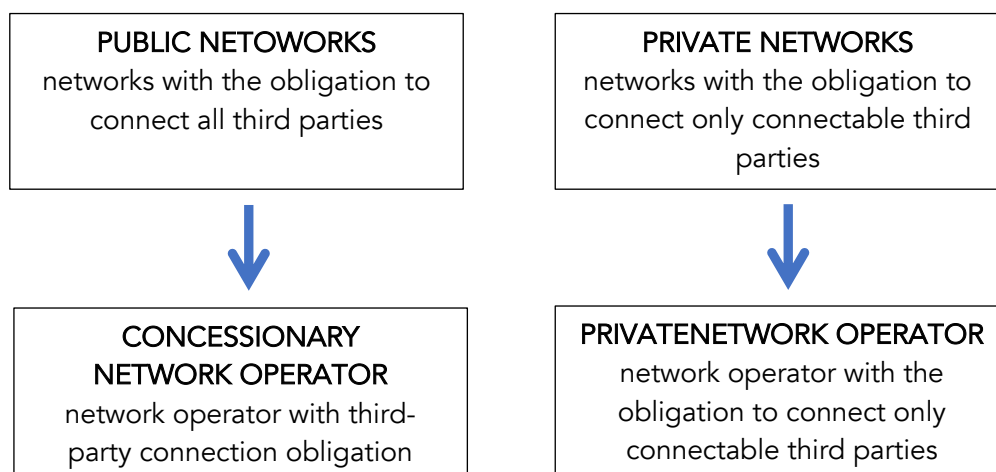 PUBLIC NETOWORKS
networks with the obligation to
connect all third parties
PRIVATE NETWORKS
networks with the obligation to
connect only connectable third
parties
CONCESSIONARY
NETWORK OPERATOR
network operator with third-
party connection obligation
PRIVATENETWORK OPERATOR
network operator with the
obligation to connect only
connectable third parties